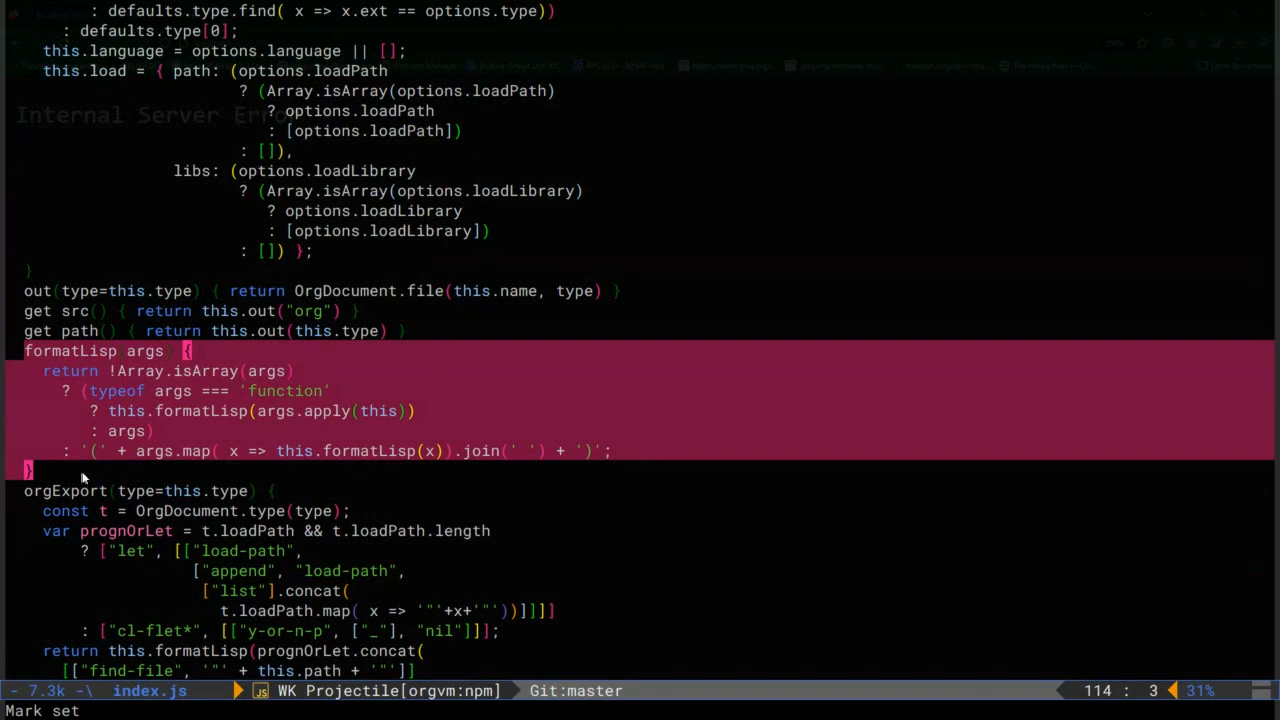 : defaults.type.find( x => x.ext == options.type))
: defaults.type[0];
this.language = options.language || [];
this.load = { path: (options.loadPath
? (Array.isArray(options.loadPath)
? options.loadPath
Internal Server Error
: [options.loadPath])
: []),
libs: (options.loadLibrary
? (Array.isArray(options.loadLibrary)
? options.loadLibrary
: [options.loadLibrary])
: []) };
}
out(type=this.type) { return OrgDocument.file(this.name, type) }
get src() { return this.out("org") }
get path() { return this.out(this.type) }
formatLisp(args) {
return !Array.isArray(args)
? (typeof args === 'function'
? this.formatLisp(args.apply(this))
: args)
: '(' + args.map( x => this.formatLisp(x)).join(' ') + ')';
}
orgExport(type=this.type) {
const t = OrgDocument.type(type);
var prognOrLet = t.loadPath && t.loadPath.length
? ["let", [["load-path",
["append", "load-path",
["list"].concat(
t.loadPath.map( x => '"'+x+'"'))]]]]
: ["cl-flet*", [["y-or-n-p", ["_"], "nil"]]];
return this.formatLisp(prognOrLet.concat(
[["find-file", '"' + this.path + '"']]
- 7.3k -\ index.js JS WK Projectile[orgvm:npm] Git:master 114 : 3 31%
Mark set